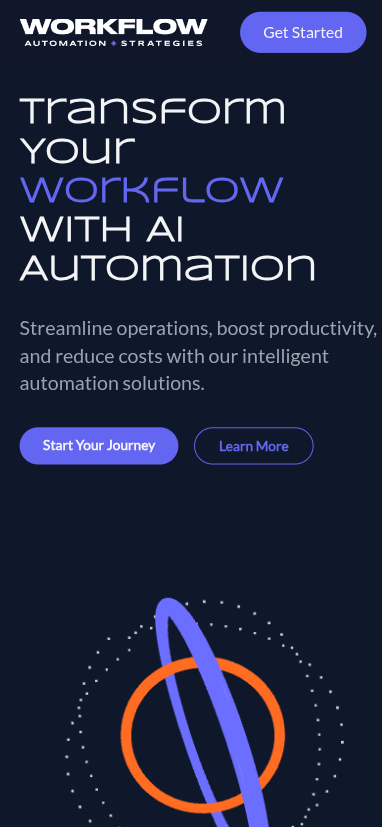 WORKFLOW
AUTOMATION ✦ STRATEGIES
Get Started
Transform
Your
Workflow
with AI
Automation
Streamline operations, boost productivity,
and reduce costs with our intelligent
automation solutions.
Start Your Journey
Learn More